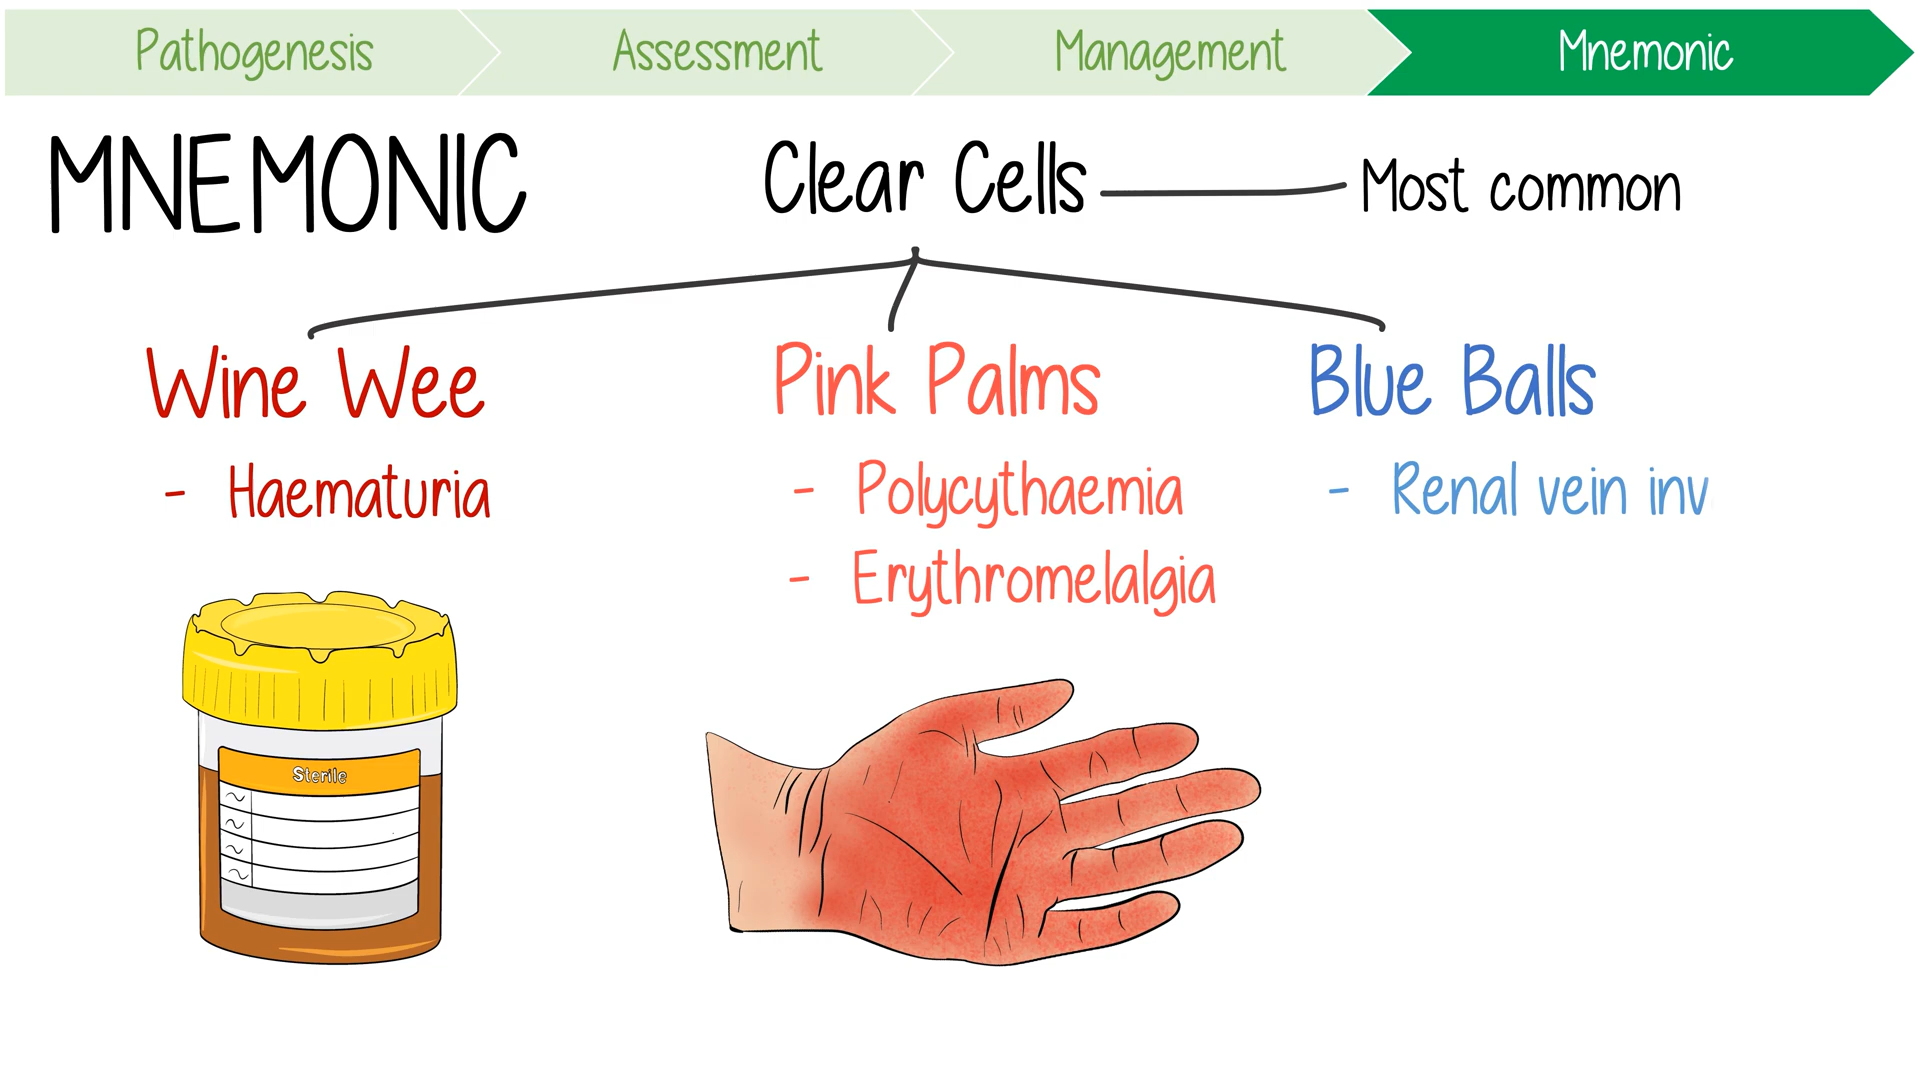 Pathogenesis
Assessment
Management
Mnemonic
MNEMONIC
Clear Cells
Most common
Wine Wee
- Haematuria
Pink Palms
- Polycythaemia
- Erythromelalgia
Blue Balls
- Renal vein inv
Sterile